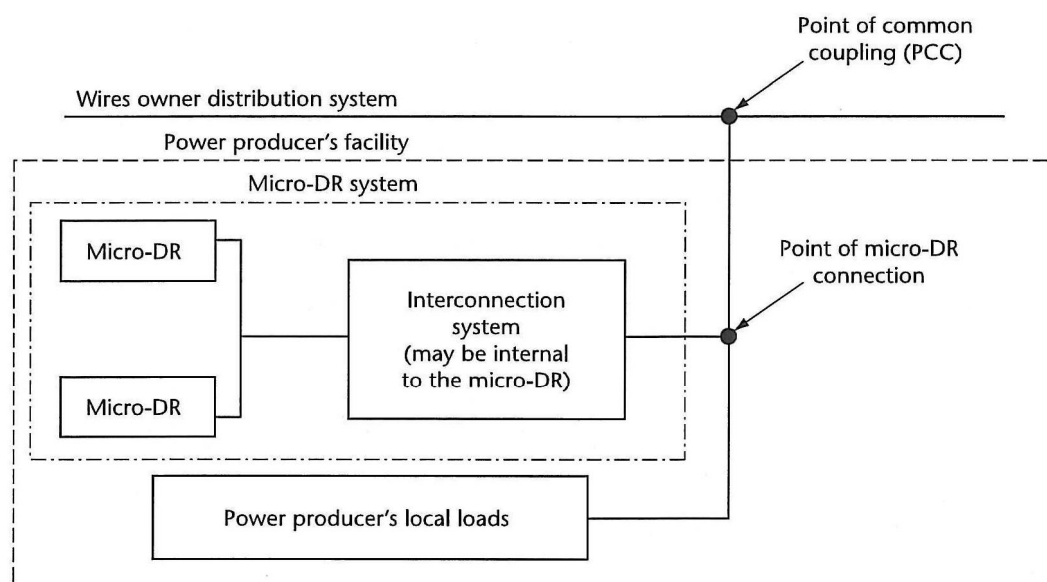 Point of common
coupling (PCC)
Wires owner distribution system
Power producer's facility
Micro-DR system
Micro-DR
Point of micro-DR
connection
Interconnection
system
(may be internal
to the micro-DR)
Micro-DR
Power producer's local loads